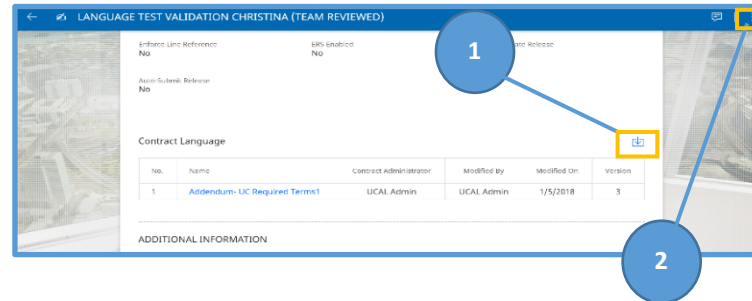 LANGUAGE TEST VALIDATION CHRISTINA (TEAM REVIEWED)
Enforce Line Reference
No
ERS Enabled
No
Release
Auto-Submit Release
No
1
Contract Language
No. Name Contract Administrator Modified By Modified On Version
1 Addendum- UC Required Terms1 UCAL Admin UCAL Admin 1/5/2018 3
ADDITIONAL INFORMATION
2